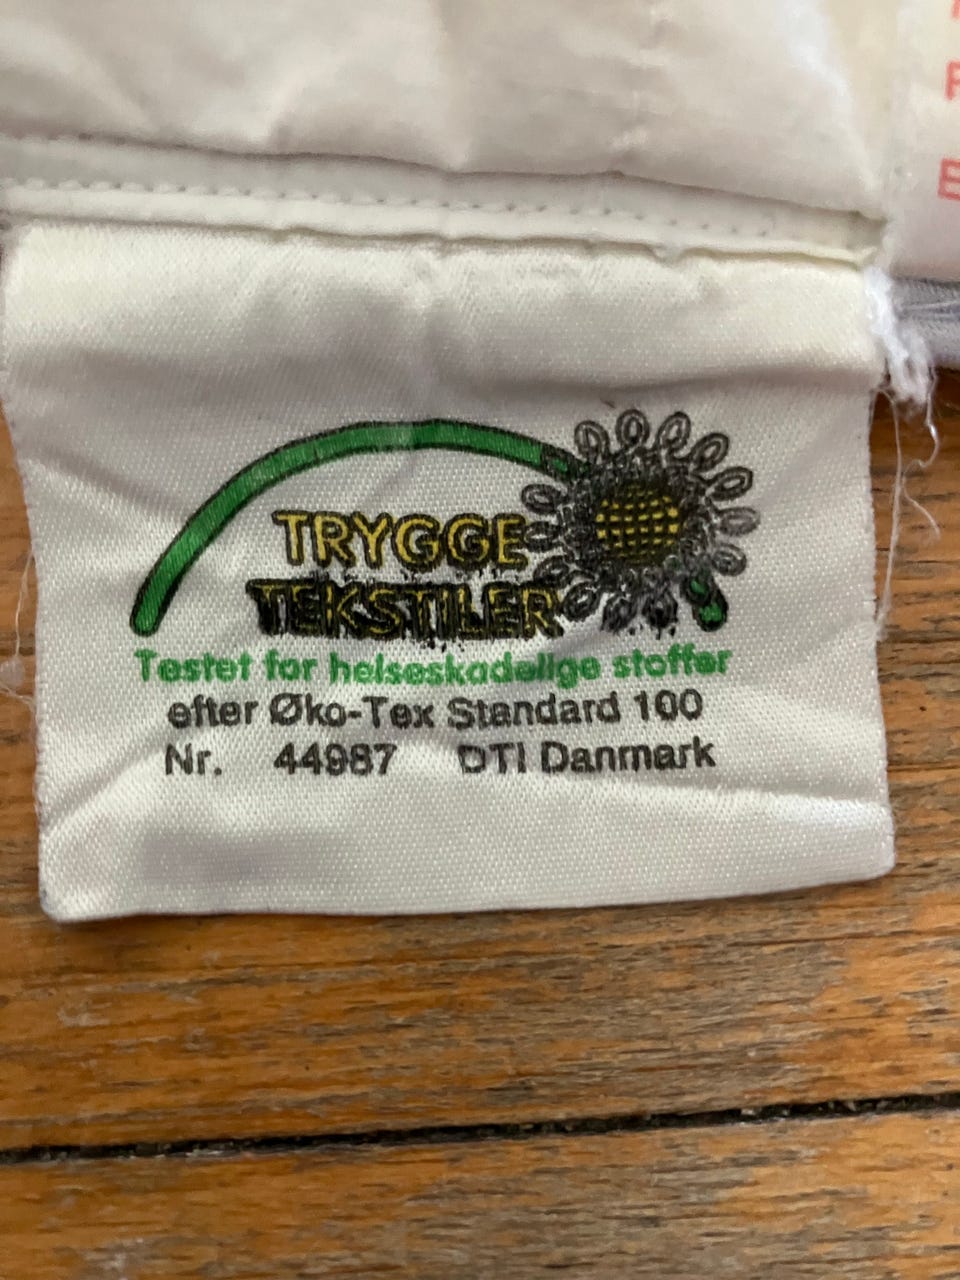 TRYGGE
TEKSTILER
Testet for helseskadelige stoffer
efter Øko-Tex Standard 100
Nr. 44987 DTI Danmark